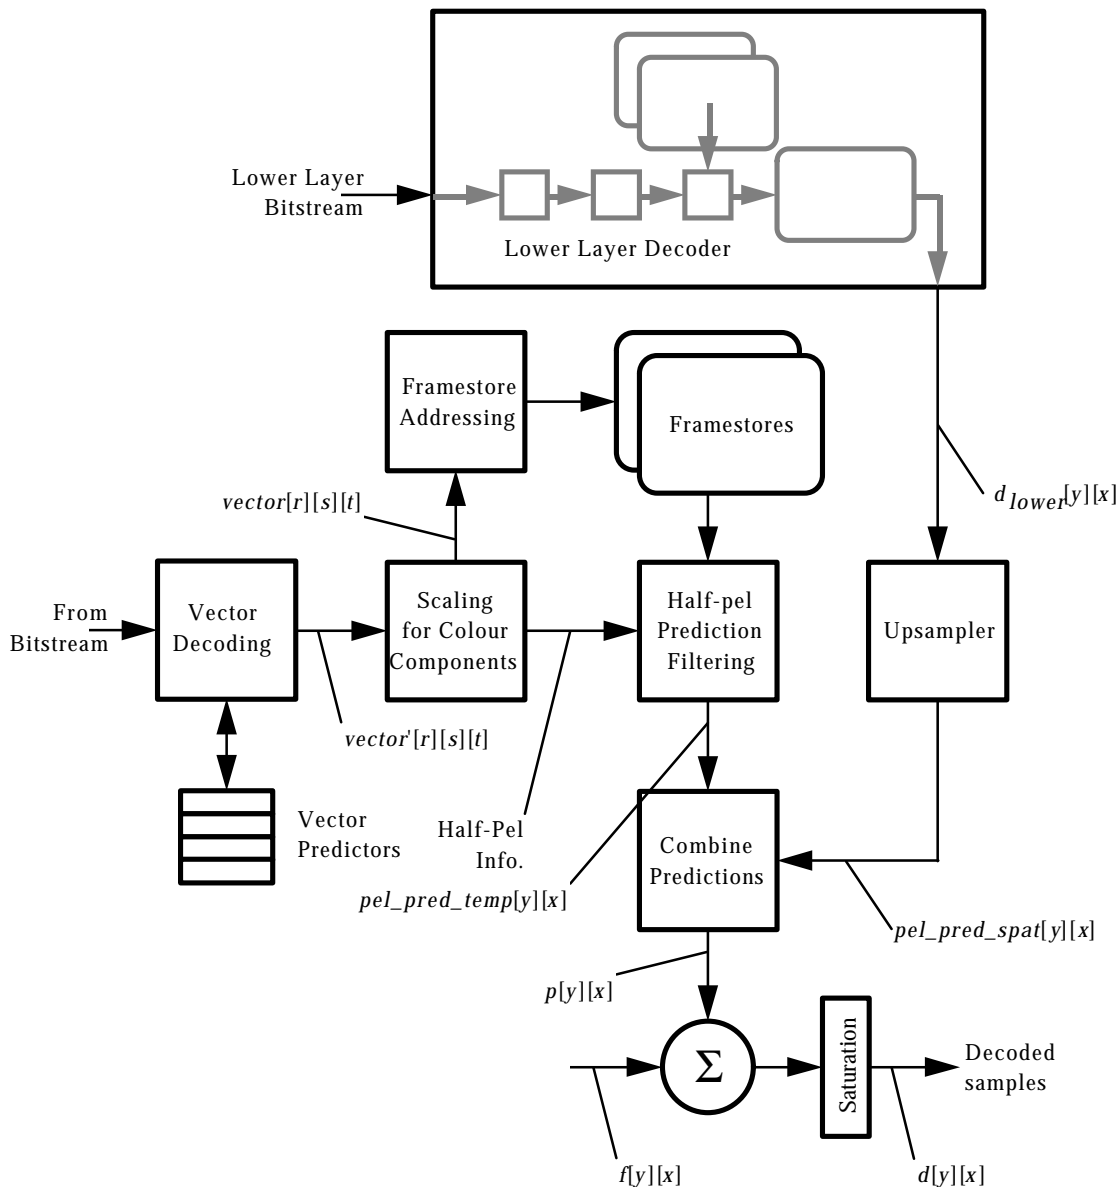 Lower Layer
Bitstream
Lower Layer Decoder
Framestore
Addressing
Framestores
vector[r][s][t]
d lower[y][x]
From
Bitstream
Vector
Decoding
Scaling
for Colour
Components
Half-pel
Prediction
Filtering
Upsampler
vector'[r][s][t]
Vector
Predictors
Half-Pel
Info.
Combine
Predictions
pel_pred_temp[y][x]
pel_pred_spat[y][x]
p[y][x]
Σ
Saturation
Decoded
samples
f[y][x]
d[y][x]